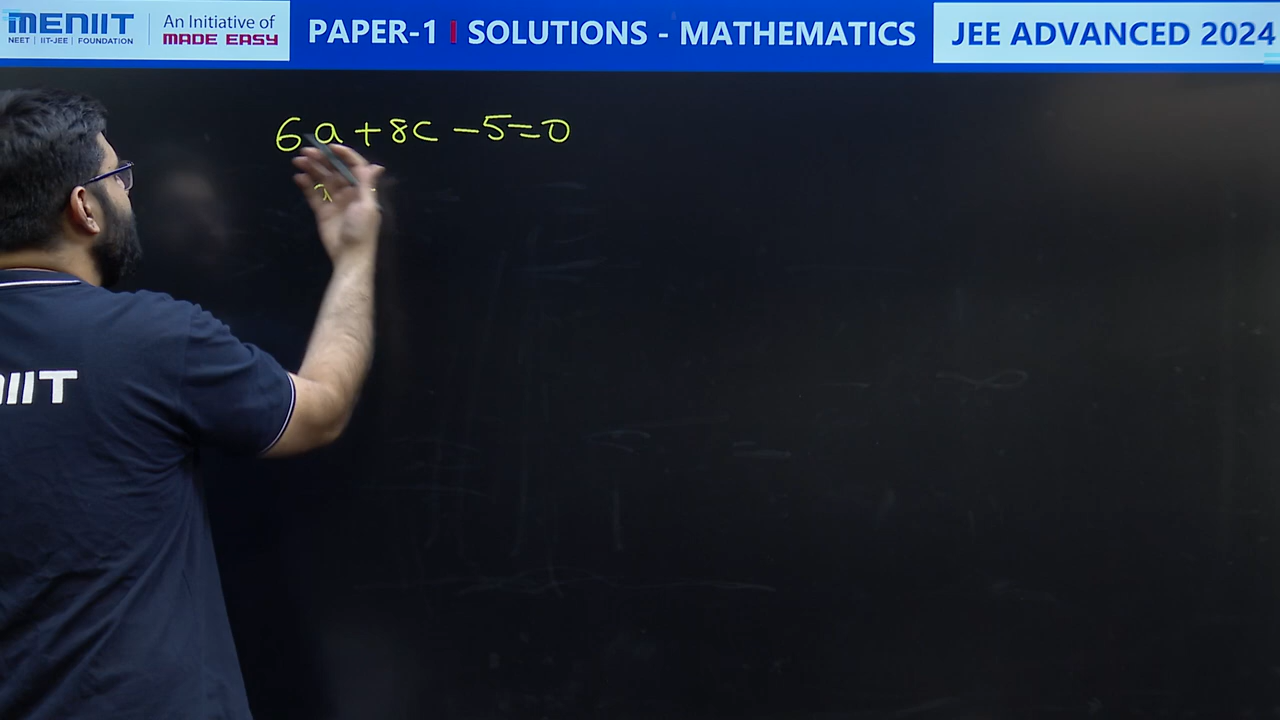 MENIIT
NEET | IIT-JEE | FOUNDATION
An Initiative of
MADE EASY
PAPER-1 | SOLUTIONS - MATHEMATICS
JEE ADVANCED 2024
6a+8c-5=0
λ
NIIT